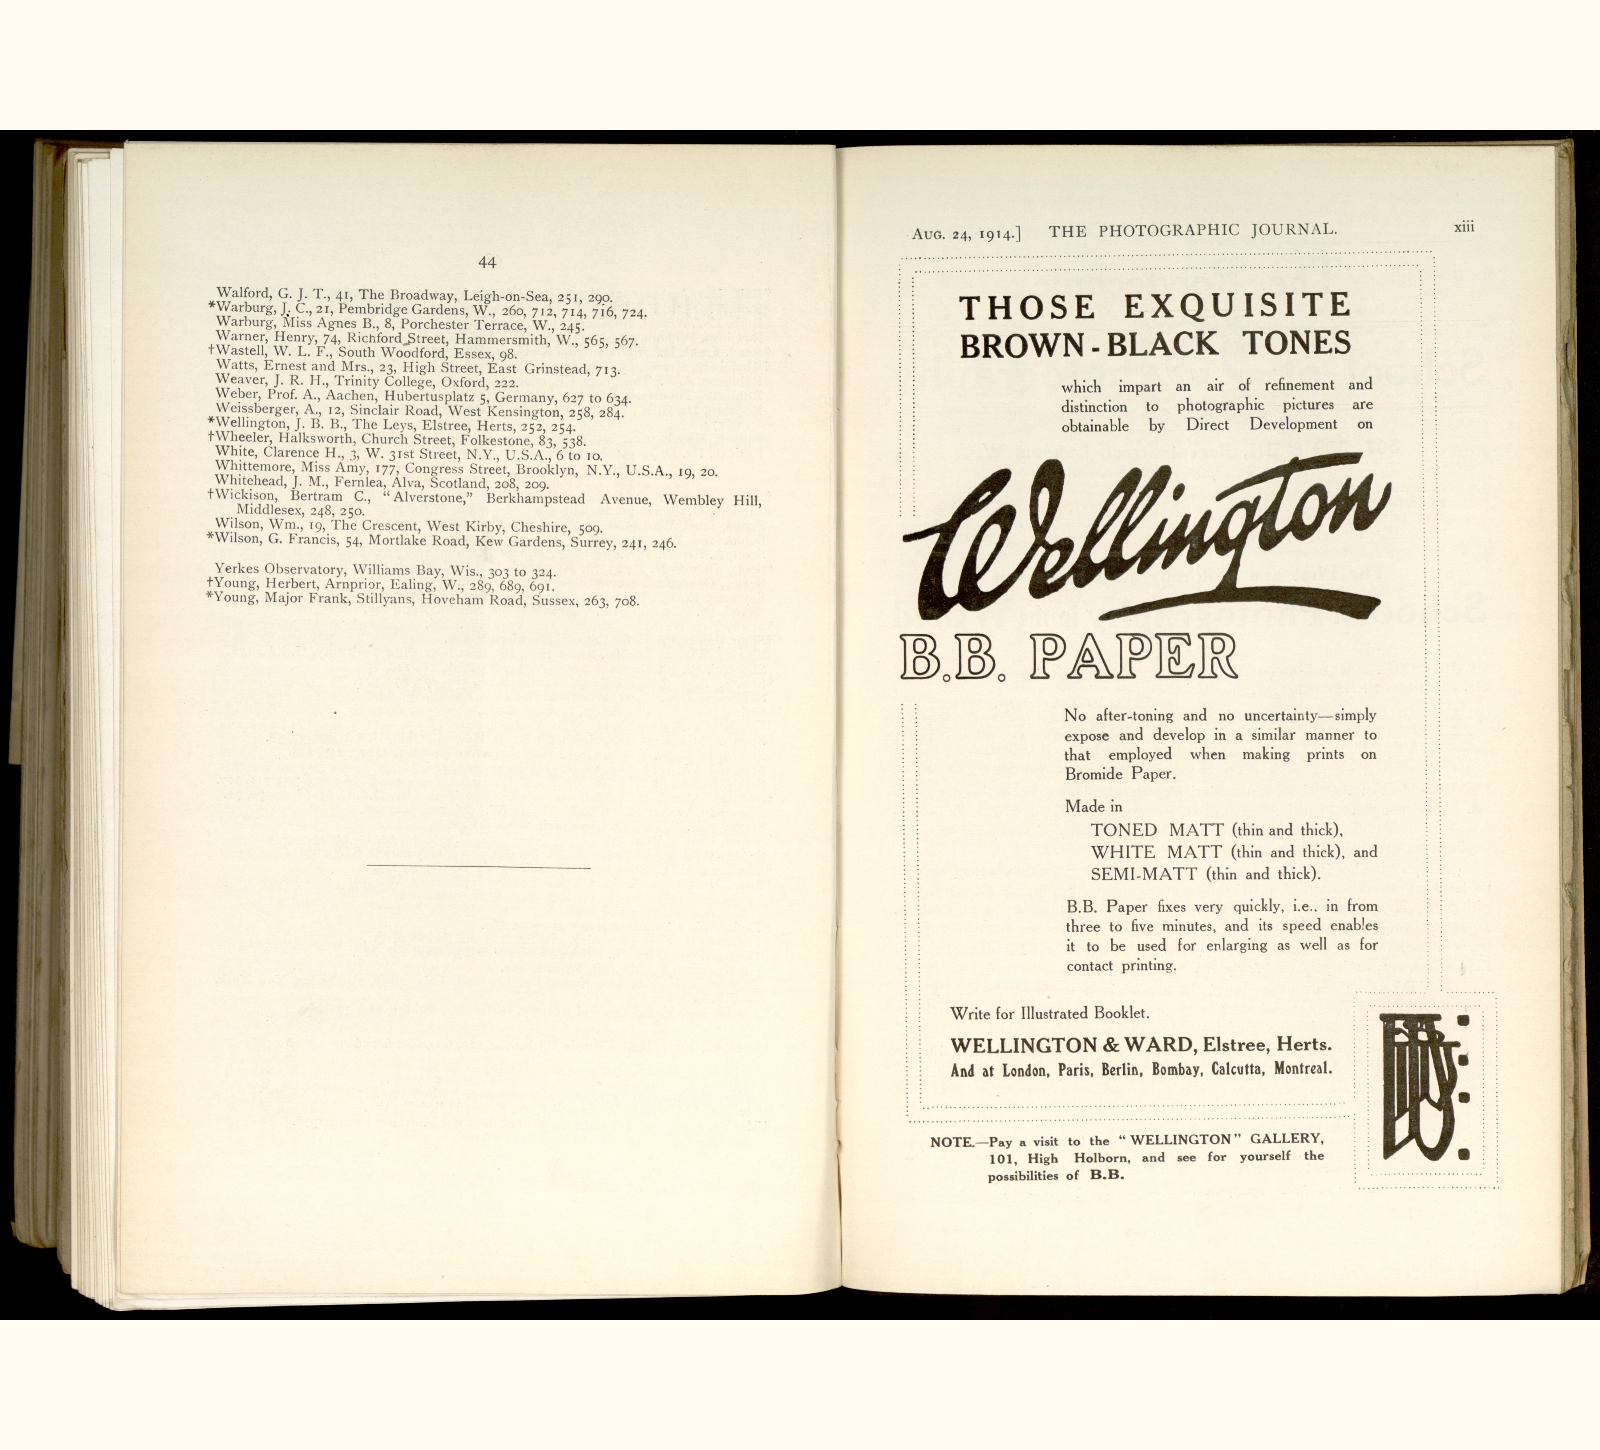 44
Walford, G. J. T., 41, The Broadway, Leigh-on-Sea, 251, 290.
*Warburg, J. C., 21, Pembridge Gardens, W., 260, 712, 714, 716, 724.
Warburg, Miss Agnes B., 8, Porchester Terrace, W., 245.
Warner, Henry, 74, Richford Street, Hammersmith, W., 565, 567.
†Wastell, W. L. F., South Woodford, Essex, 98.
Watts, Ernest and Mrs., 23, High Street, East Grinstead, 713.
Weaver, J. R. H., Trinity College, Oxford, 222.
Weber, Prof. A., Aachen, Hubertusplatz 5, Germany, 627 to 634.
Weissberger, A., 12, Sinclair Road, West Kensington, 258, 284.
*Wellington, J. B. B., The Leys, Elstree, Herts, 252, 254.
†Wheeler, Halksworth, Church Street, Folkestone, 83, 538.
White, Clarence H., 3, W. 31st Street, N.Y., U.S.A., 6 to 10.
Whittemore, Miss Amy, 177, Congress Street, Brooklyn, N.Y., U.S.A., 19, 20.
Whitehead, J. M., Fernlea, Alva, Scotland, 208, 209.
†Wickison, Bertram C., "Alverstone," Berkhampstead Avenue, Wembley Hill,
Middlesex, 248, 250.
Wilson, Wm., 19, The Crescent, West Kirby, Cheshire, 509.
*Wilson, G. Francis, 54, Mortlake Road, Kew Gardens, Surrey, 241, 246.
Yerkes Observatory, Williams Bay, Wis., 303 to 324.
†Young, Herbert, Arnprior, Ealing, W., 289, 689, 691.
*Young, Major Frank, Stillyans, Hoveham Road, Sussex, 263, 708.
AUG. 24, 1914.] THE PHOTOGRAPHIC JOURNAL. xiii
THOSE EXQUISITE
BROWN-BLACK TONES
which impart an air of refinement and
distinction to photographic pictures are
obtainable by Direct Development on
Wellington
B.B. PAPER
No after-toning and no uncertainty—simply
expose and develop in a similar manner to
that employed when making prints on
Bromide Paper.
Made in
TONED MATT (thin and thick),
WHITE MATT (thin and thick), and
SEMI-MATT (thin and thick).
B.B. Paper fixes very quickly, i.e., in from
three to five minutes, and its speed enables
it to be used for enlarging as well as for
contact printing.
Write for Illustrated Booklet.
WELLINGTON & WARD, Elstree, Herts.
And at London, Paris, Berlin, Bombay, Calcutta, Montreal.
NOTE.—Pay a visit to the "WELLINGTON" GALLERY,
101, High Holborn, and see for yourself the
possibilities of B.B.